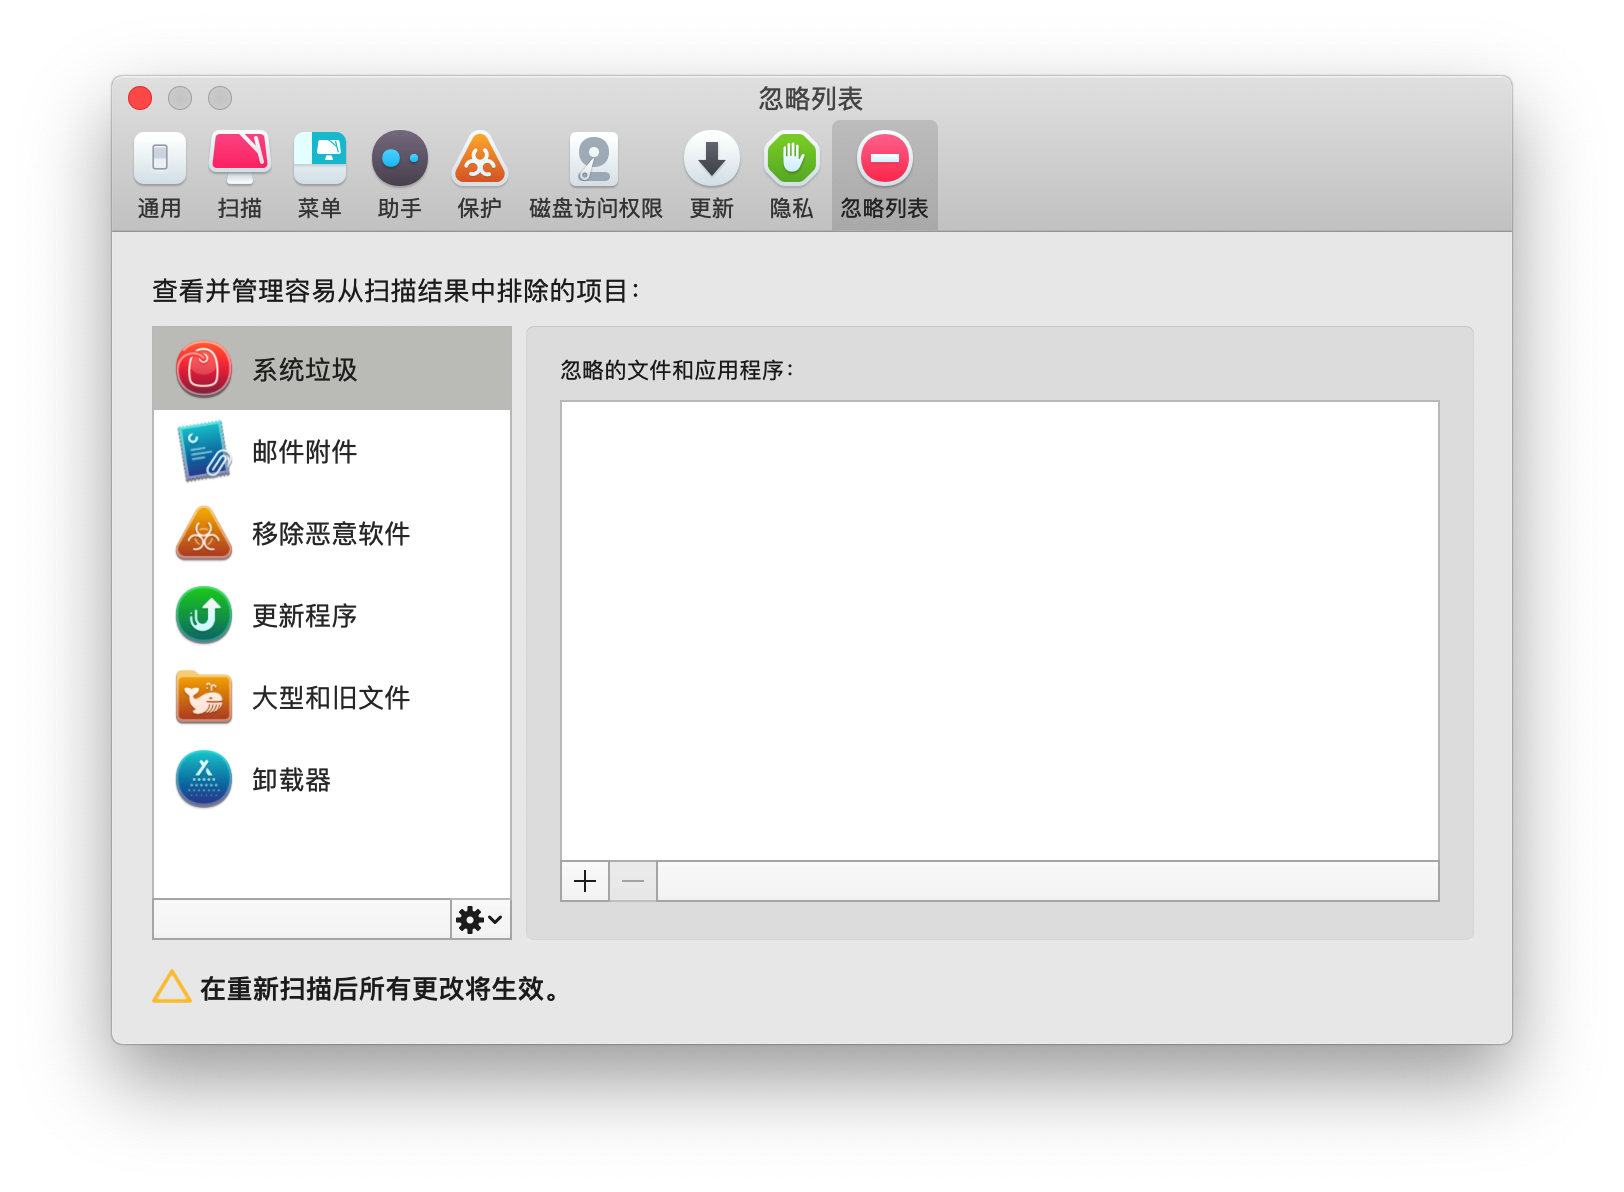 忽略列表
通用
扫描
菜单
助手
保护
磁盘访问权限
更新
隐私
忽略列表
查看并管理容易从扫描结果中排除的项目：
系统垃圾
邮件附件
移除恶意软件
更新程序
大型和旧文件
卸载器
忽略的文件和应用程序：
在重新扫描后所有更改将生效。